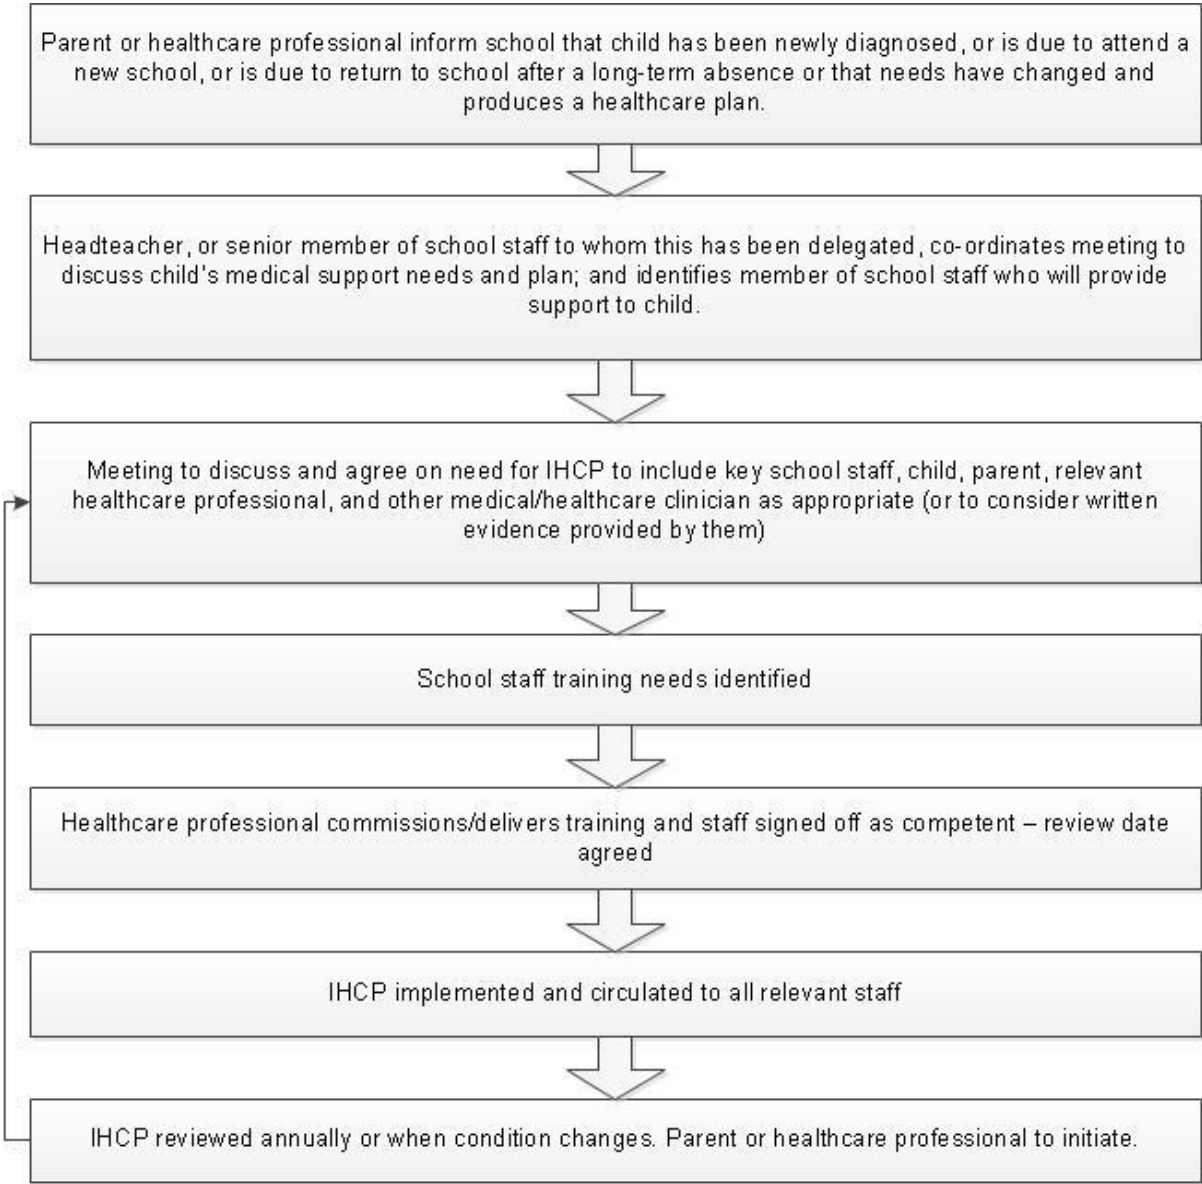 Parent or healthcare professional inform school that child has been newly diagnosed, or is due to attend a
new school, or is due to return to school after a long-term absence or that needs have changed and
produces a healthcare plan.
Headteacher, or senior member of school staff to whom this has been delegated, co-ordinates meeting to
discuss child's medical support needs and plan; and identifies member of school staff who will provide
support to child.
Meeting to discuss and agree on need for IHCP to include key school staff, child, parent, relevant
healthcare professional, and other medical/healthcare clinician as appropriate (or to consider written
evidence provided by them)
School staff training needs identified
Healthcare professional commissions/delivers training and staff signed off as competent – review date
agreed
IHCP implemented and circulated to all relevant staff
IHCP reviewed annually or when condition changes. Parent or healthcare professional to initiate.